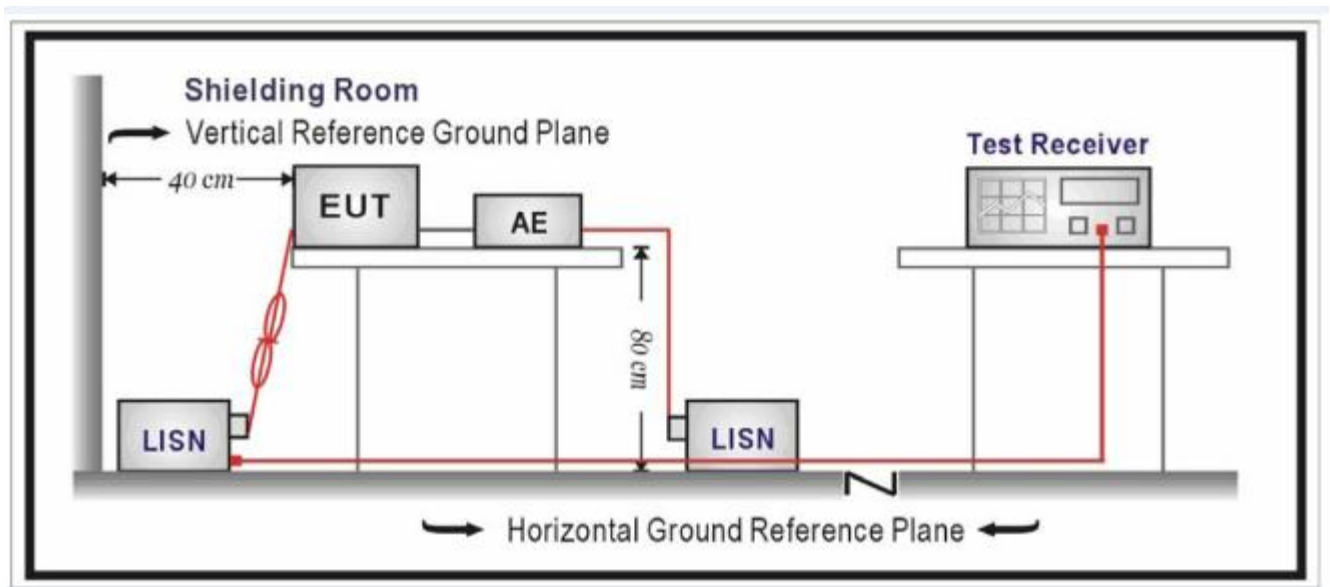 Shielding Room
Vertical Reference Ground Plane
Test Receiver
40 cm
EUT
AE
80 cm
LISN
LISN
Horizontal Ground Reference Plane